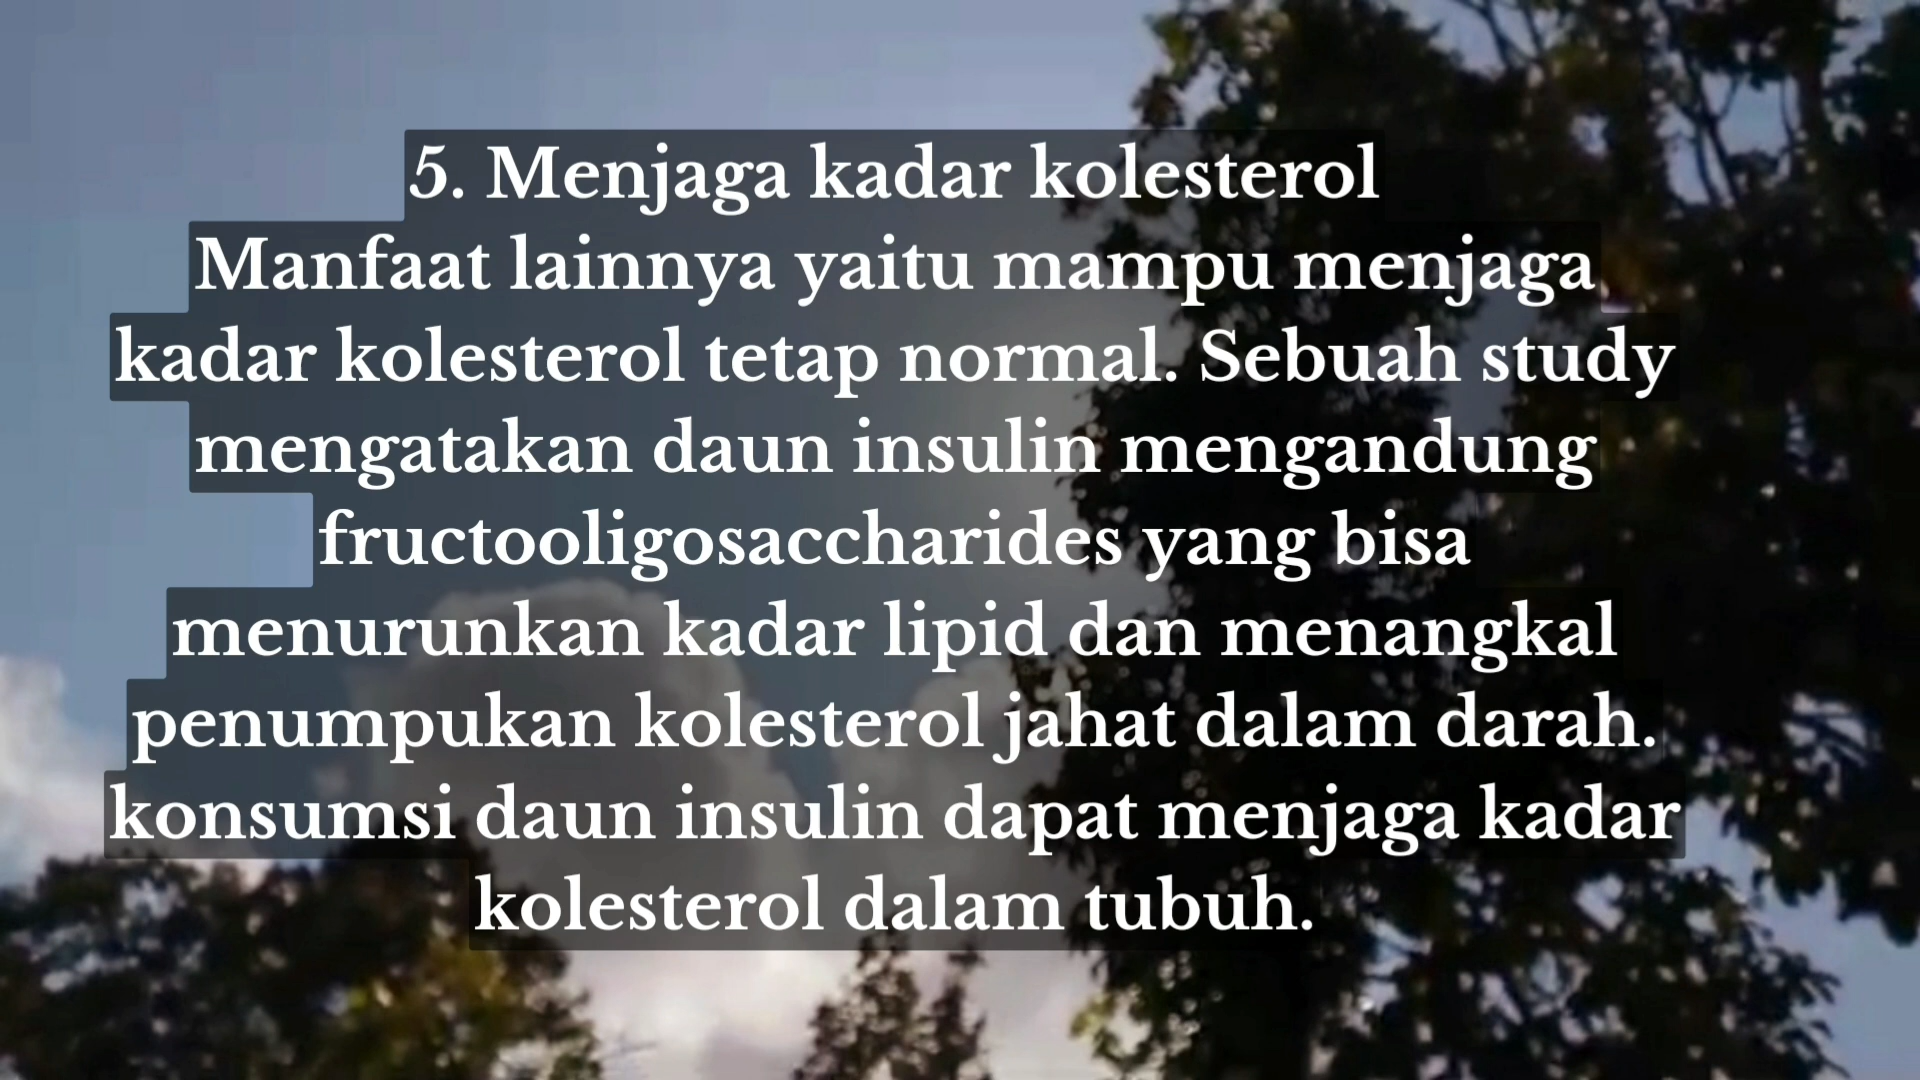 5. Menjaga kadar kolesterol
Manfaat lainnya yaitu mampu menjaga
kadar kolesterol tetap normal. Sebuah study
mengatakan daun insulin mengandung
fructooligosaccharides yang bisa
menurunkan kadar lipid dan menangkal
penumpukan kolesterol jahat dalam darah.
konsumsi daun insulin dapat menjaga kadar
kolesterol dalam tubuh.